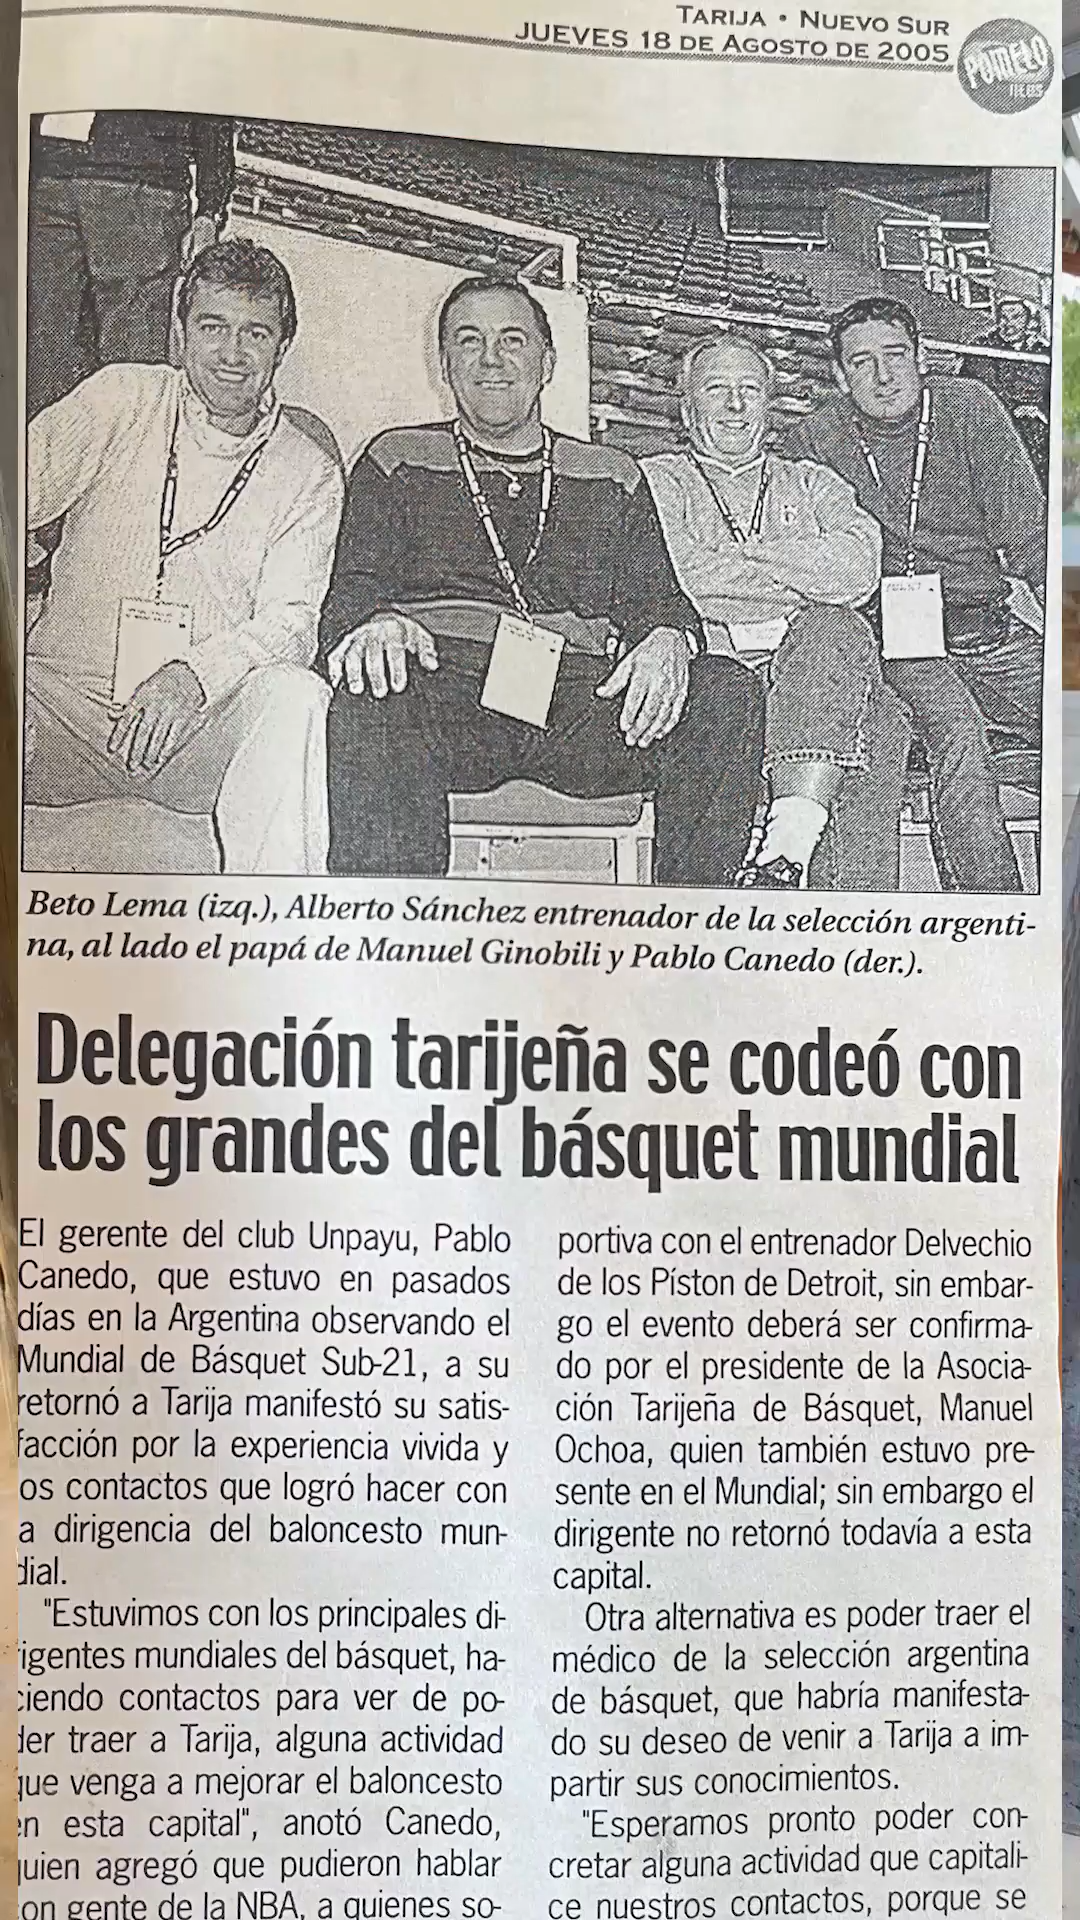 TARIJA • NUEVO SUR
JUEVES 18 DE AGOSTO DE 2005
POMELO
Beto Lema (izq.), Alberto Sánchez entrenador de la selección argenti-
na, al lado el papá de Manuel Ginobili y Pablo Canedo (der.).
Delegación tarijeña se codeó con
los grandes del básquet mundial
El gerente del club Unpayu, Pablo
Canedo, que estuvo en pasados
días en la Argentina observando el
Mundial de Básquet Sub-21, a su
retornó a Tarija manifestó su satis-
facción por la experiencia vivida y
os contactos que logró hacer con
a dirigencia del baloncesto mun-
dial.
"Estuvimos con los principales di-
igentes mundiales del básquet, ha-
ciendo contactos para ver de po-
der traer a Tarija, alguna actividad
que venga a mejorar el baloncesto
en esta capital", anotó Canedo,
quien agregó que pudieron hablar
con gente de la NBA, a quienes so-
portiva con el entrenador Delvechio
de los Píston de Detroit, sin embar-
go el evento deberá ser confirma-
do por el presidente de la Asocia-
ción Tarijeña de Básquet, Manuel
Ochoa, quien también estuvo pre-
sente en el Mundial; sin embargo el
dirigente no retornó todavía a esta
capital.
Otra alternativa es poder traer el
médico de la selección argentina
de básquet, que habría manifesta-
do su deseo de venir a Tarija a im-
partir sus conocimientos.
"Esperamos pronto poder con-
cretar alguna actividad que capitali-
ce nuestros contactos, porque se